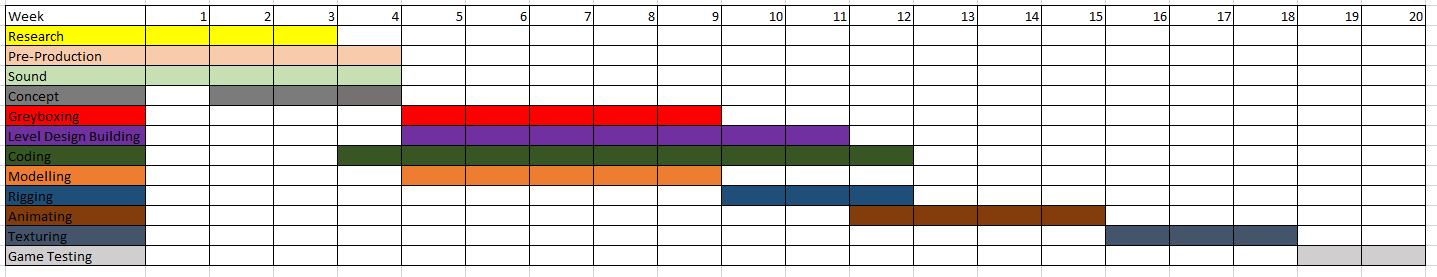 Week 1 2 3 4 5 6 7 8 9 10 11 12 13 14 15 16 17 18 19 20
Research
Pre-Production
Sound
Concept
Greyboxing
Level Design Building
Coding
Modelling
Rigging
Animating
Texturing
Game Testing